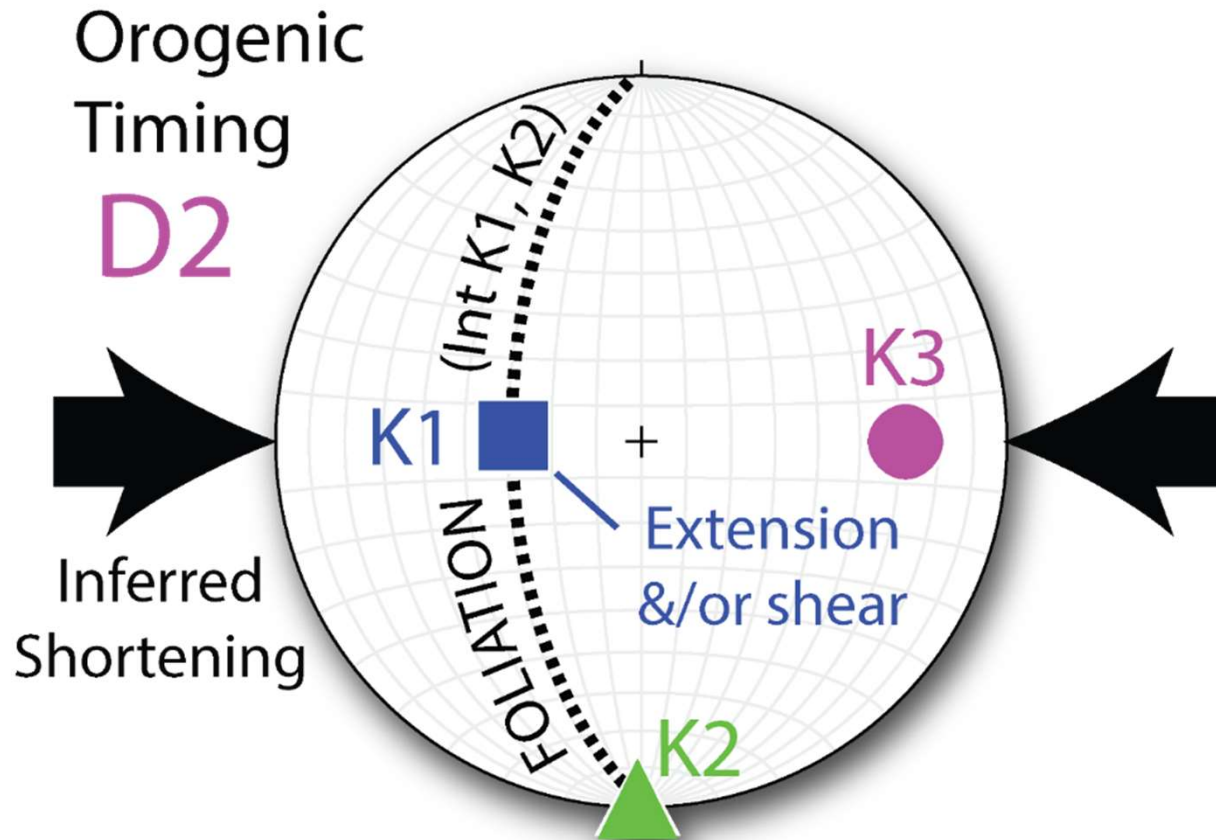 Orogenic
Timing
D2
(Int K1, K2)
K3
K1
Extension
&/or shear
FOLIATION
Inferred
Shortening
K2